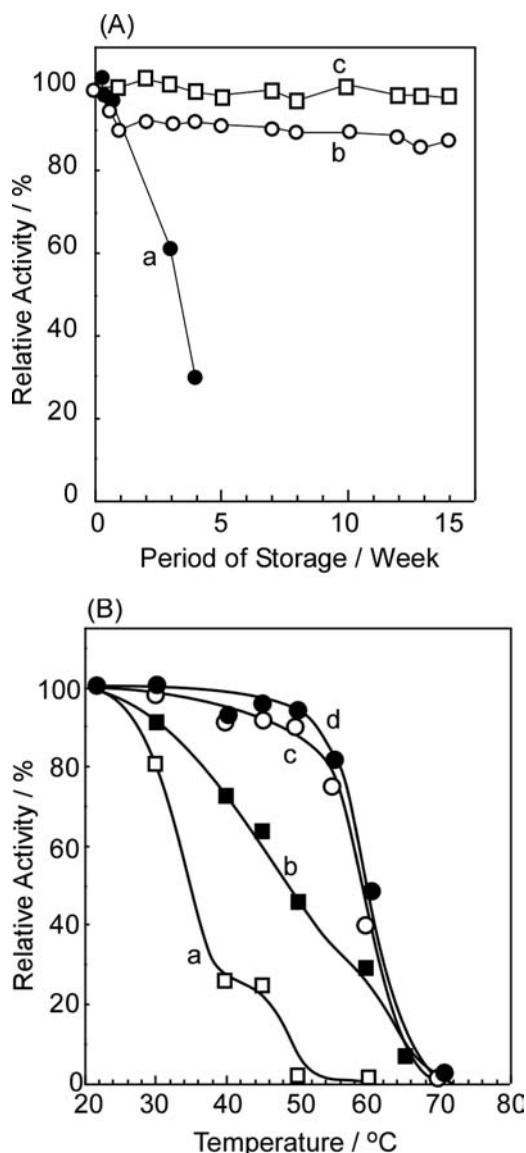 (A)
100
80
60
40
20
0
Relative Activity / %
c
b
a
0 5 10 15
Period of Storage / Week
(B)
100
80
60
40
20
0
Relative Activity / %
d
c
b
a
20 30 40 50 60 70 80
Temperature / °C